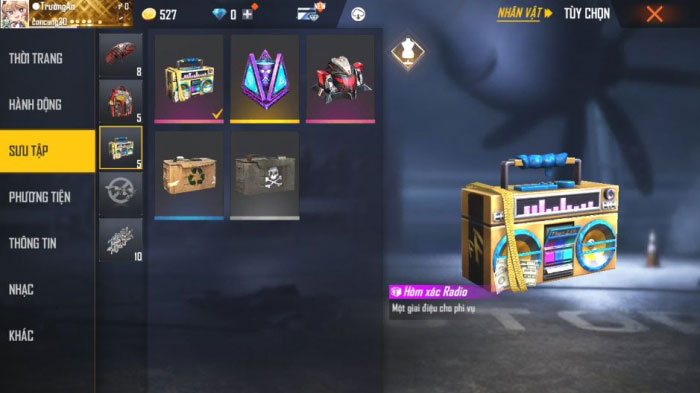 ●TrườngAn
527
0
NHÂN VẬT
TÙY CHỌN
THỜI TRANG
8
HÀNH ĐỘNG
5
SƯU TẬP
5
PHƯƠNG TIỆN
THÔNG TIN
10
NHẠC
KHÁC
Hòm xác Radio
Một giai điệu cho phi vụ